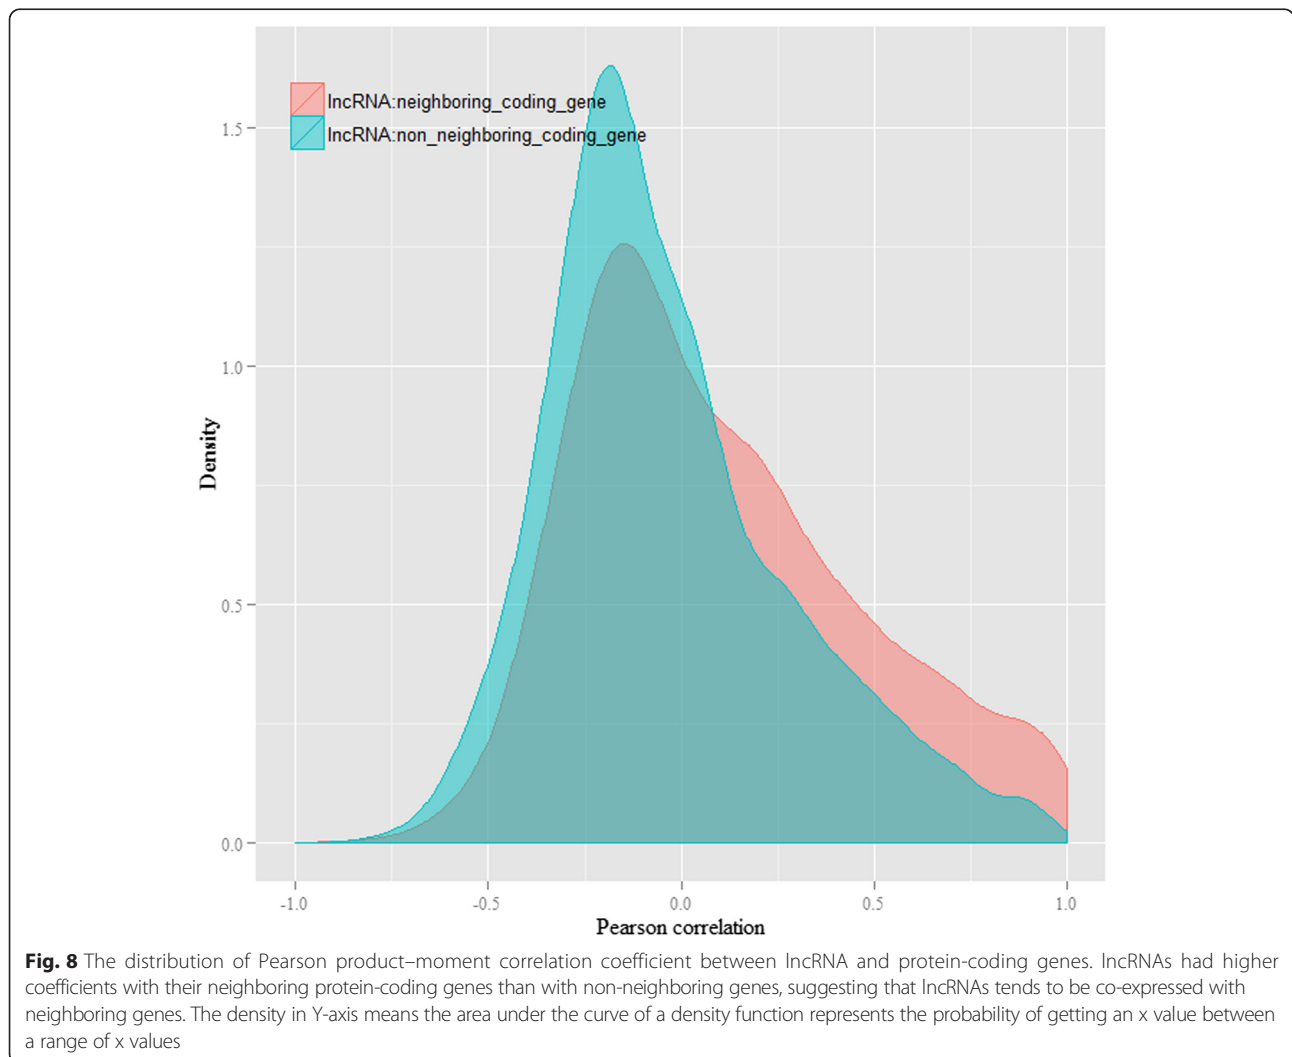 lncRNA:neighboring_coding_gene
lncRNA:non_neighboring_coding_gene
1.5
1.0
0.5
0.0
Density
-1.0 -0.5 0.0 0.5 1.0
Pearson correlation
Fig. 8 The distribution of Pearson product–moment correlation coefficient between lncRNA and protein-coding genes. lncRNAs had higher
coefficients with their neighboring protein-coding genes than with non-neighboring genes, suggesting that lncRNAs tends to be co-expressed with
neighboring genes. The density in Y-axis means the area under the curve of a density function represents the probability of getting an x value between
a range of x values